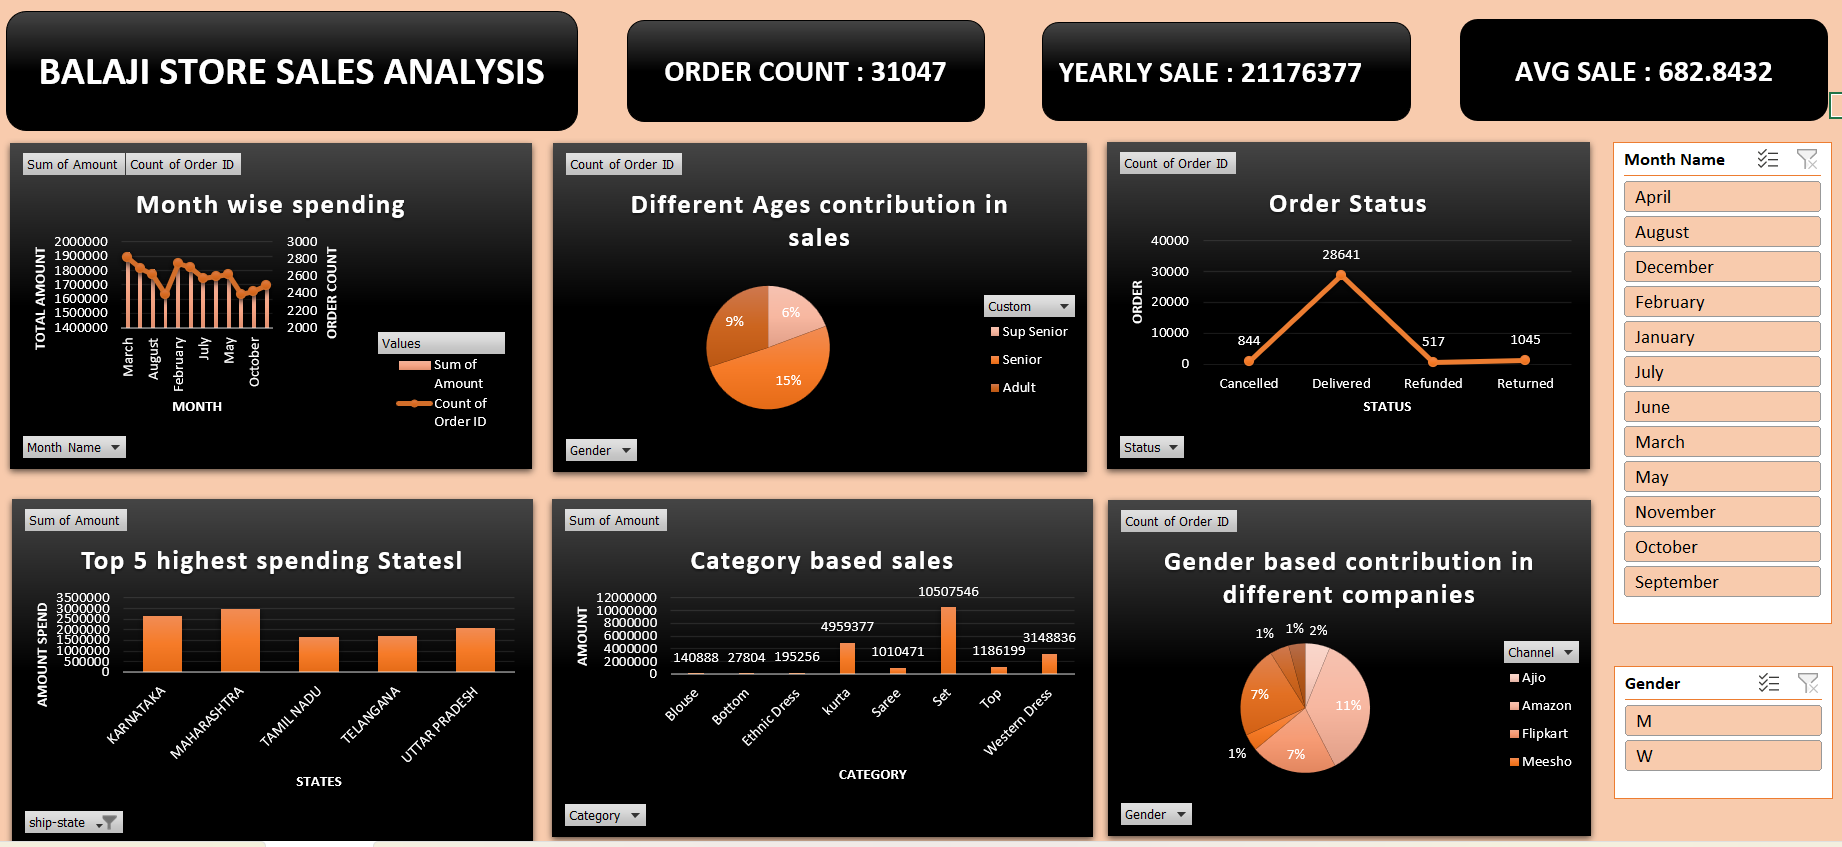 BALAJI STORE SALES ANALYSIS
ORDER COUNT : 31047
YEARLY SALE : 21176377
AVG SALE : 682.8432
Sum of Amount
Count of Order ID
Month wise spending
2000000
1900000
1800000
1700000
1600000
1500000
1400000
TOTAL AMOUNT
3000
2800
2600
2400
2200
2000
ORDER COUNT
March
August
February
July
May
October
MONTH
Values
Sum of
Amount
Count of
Order ID
Month Name
Count of Order ID
Different Ages contribution in
sales
6%
9%
15%
Custom
Sup Senior
Senior
Adult
Gender
Count of Order ID
Order Status
40000
30000
20000
10000
0
ORDER
844
28641
517
1045
Cancelled
Delivered
Refunded
Returned
STATUS
Status
Month Name
April
August
December
February
January
July
June
March
May
November
October
September
Sum of Amount
Top 5 highest spending Statesl
3500000
3000000
2500000
2000000
1500000
1000000
500000
0
AMOUNT SPEND
KARNATAKA
MAHARASHTRA
TAMIL NADU
TELANGANA
UTTAR PRADESH
STATES
ship-state
Sum of Amount
Category based sales
12000000
10000000
8000000
6000000
4000000
2000000
0
AMOUNT
140888
27804
195256
4959377
1010471
10507546
1186199
3148836
Blouse
Bottom
Ethnic Dress
kurta
Saree
Set
Top
Western Dress
CATEGORY
Category
Count of Order ID
Gender based contribution in
different companies
1%
1%
2%
7%
11%
1%
7%
Channel
Ajio
Amazon
Flipkart
Meesho
Gender
Gender
M
W